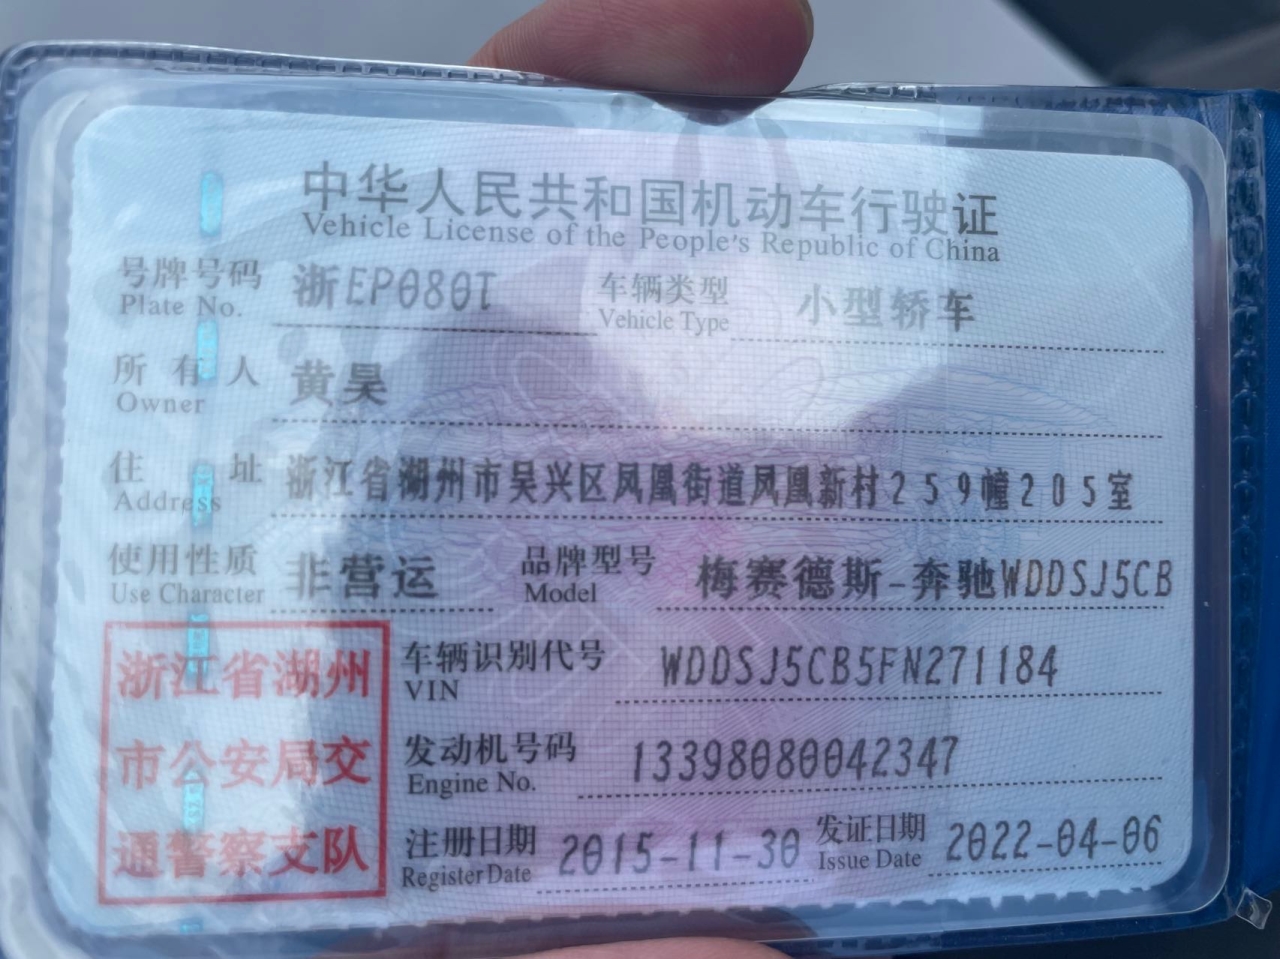 中华人民共和国机动车行驶证
Vehicle License of the People's Republic of China
号牌号码 浙EP080T 车辆类型 小型轿车
Plate No. Vehicle Type
所有人 黄昊
Owner
住址 浙江省湖州市吴兴区凤凰街道凤凰新村259幢205室
Address
使用性质 非营运 品牌型号 梅赛德斯-奔驰WDDSJ5CB
Use Character Model
浙江省湖州
市公安局交
通警察支队
车辆识别代号 WDDSJ5CB5FN271184
VIN
发动机号码 13398080042347
Engine No.
注册日期 2015-11-30 发证日期 2022-04-06
Register Date Issue Date